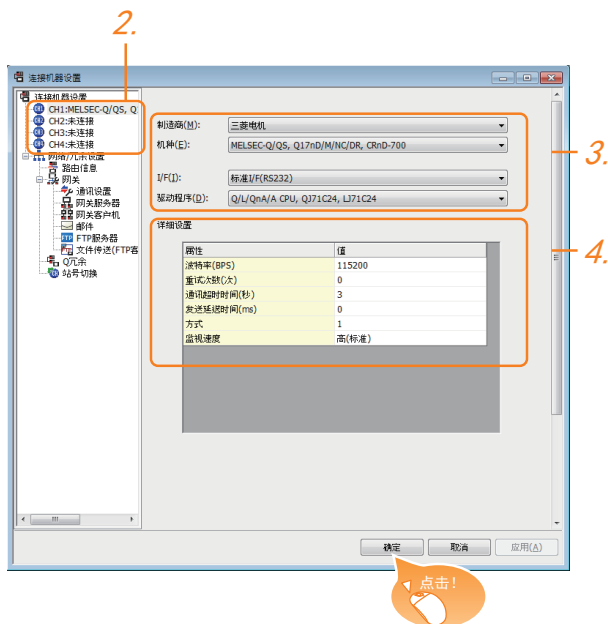 2.
连接机器设置
连接机器设置
CH1:MELSEC-Q/QS, Q
CH2:未连接
CH3:未连接
CH4:未连接
网络/冗余设置
路由信息
网关
通讯设置
网关服务器
网关客户机
邮件
FTP服务器
文件传送(FTP客
Q冗余
站号切换
制造商(M): 三菱电机
机种(E): MELSEC-Q/QS, Q17nD/M/NC/DR, CRnD-700
3.
I/F(I): 标准I/F(RS232)
驱动程序(D): Q/L/QnA/A CPU, QJ71C24, LJ71C24
详细设置
4.
属性 值
波特率(BPS) 115200
重试次数(次) 0
通讯超时时间(秒) 3
发送延迟时间(ms) 0
方式 1
监视速度 高(标准)
确定 取消 应用(A)
点击!